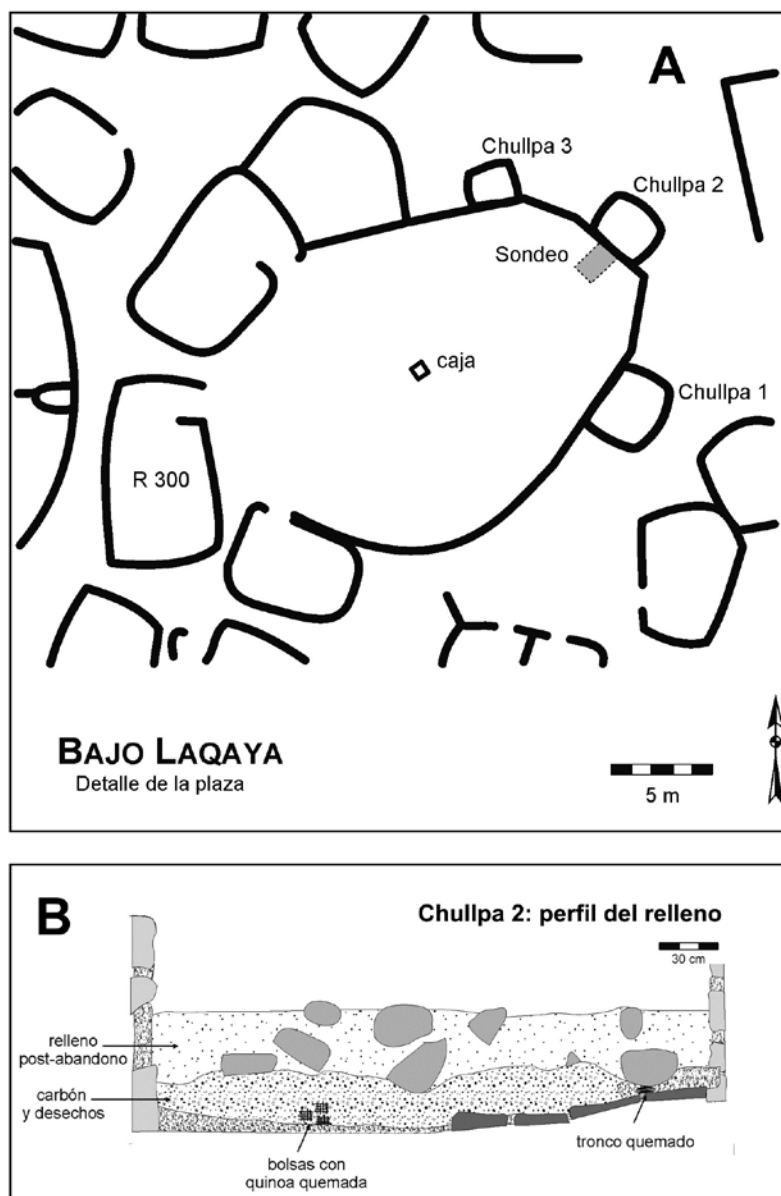 A
Chullpa 3
Chullpa 2
Sondeo
caja
Chullpa 1
R 300
BAJO LAQAYA
Detalle de la plaza
5 m
B
Chullpa 2: perfil del relleno
30 cm
relleno
post-abandono
carbón
y desechos
bolsas con
quinoa quemada
tronco quemado